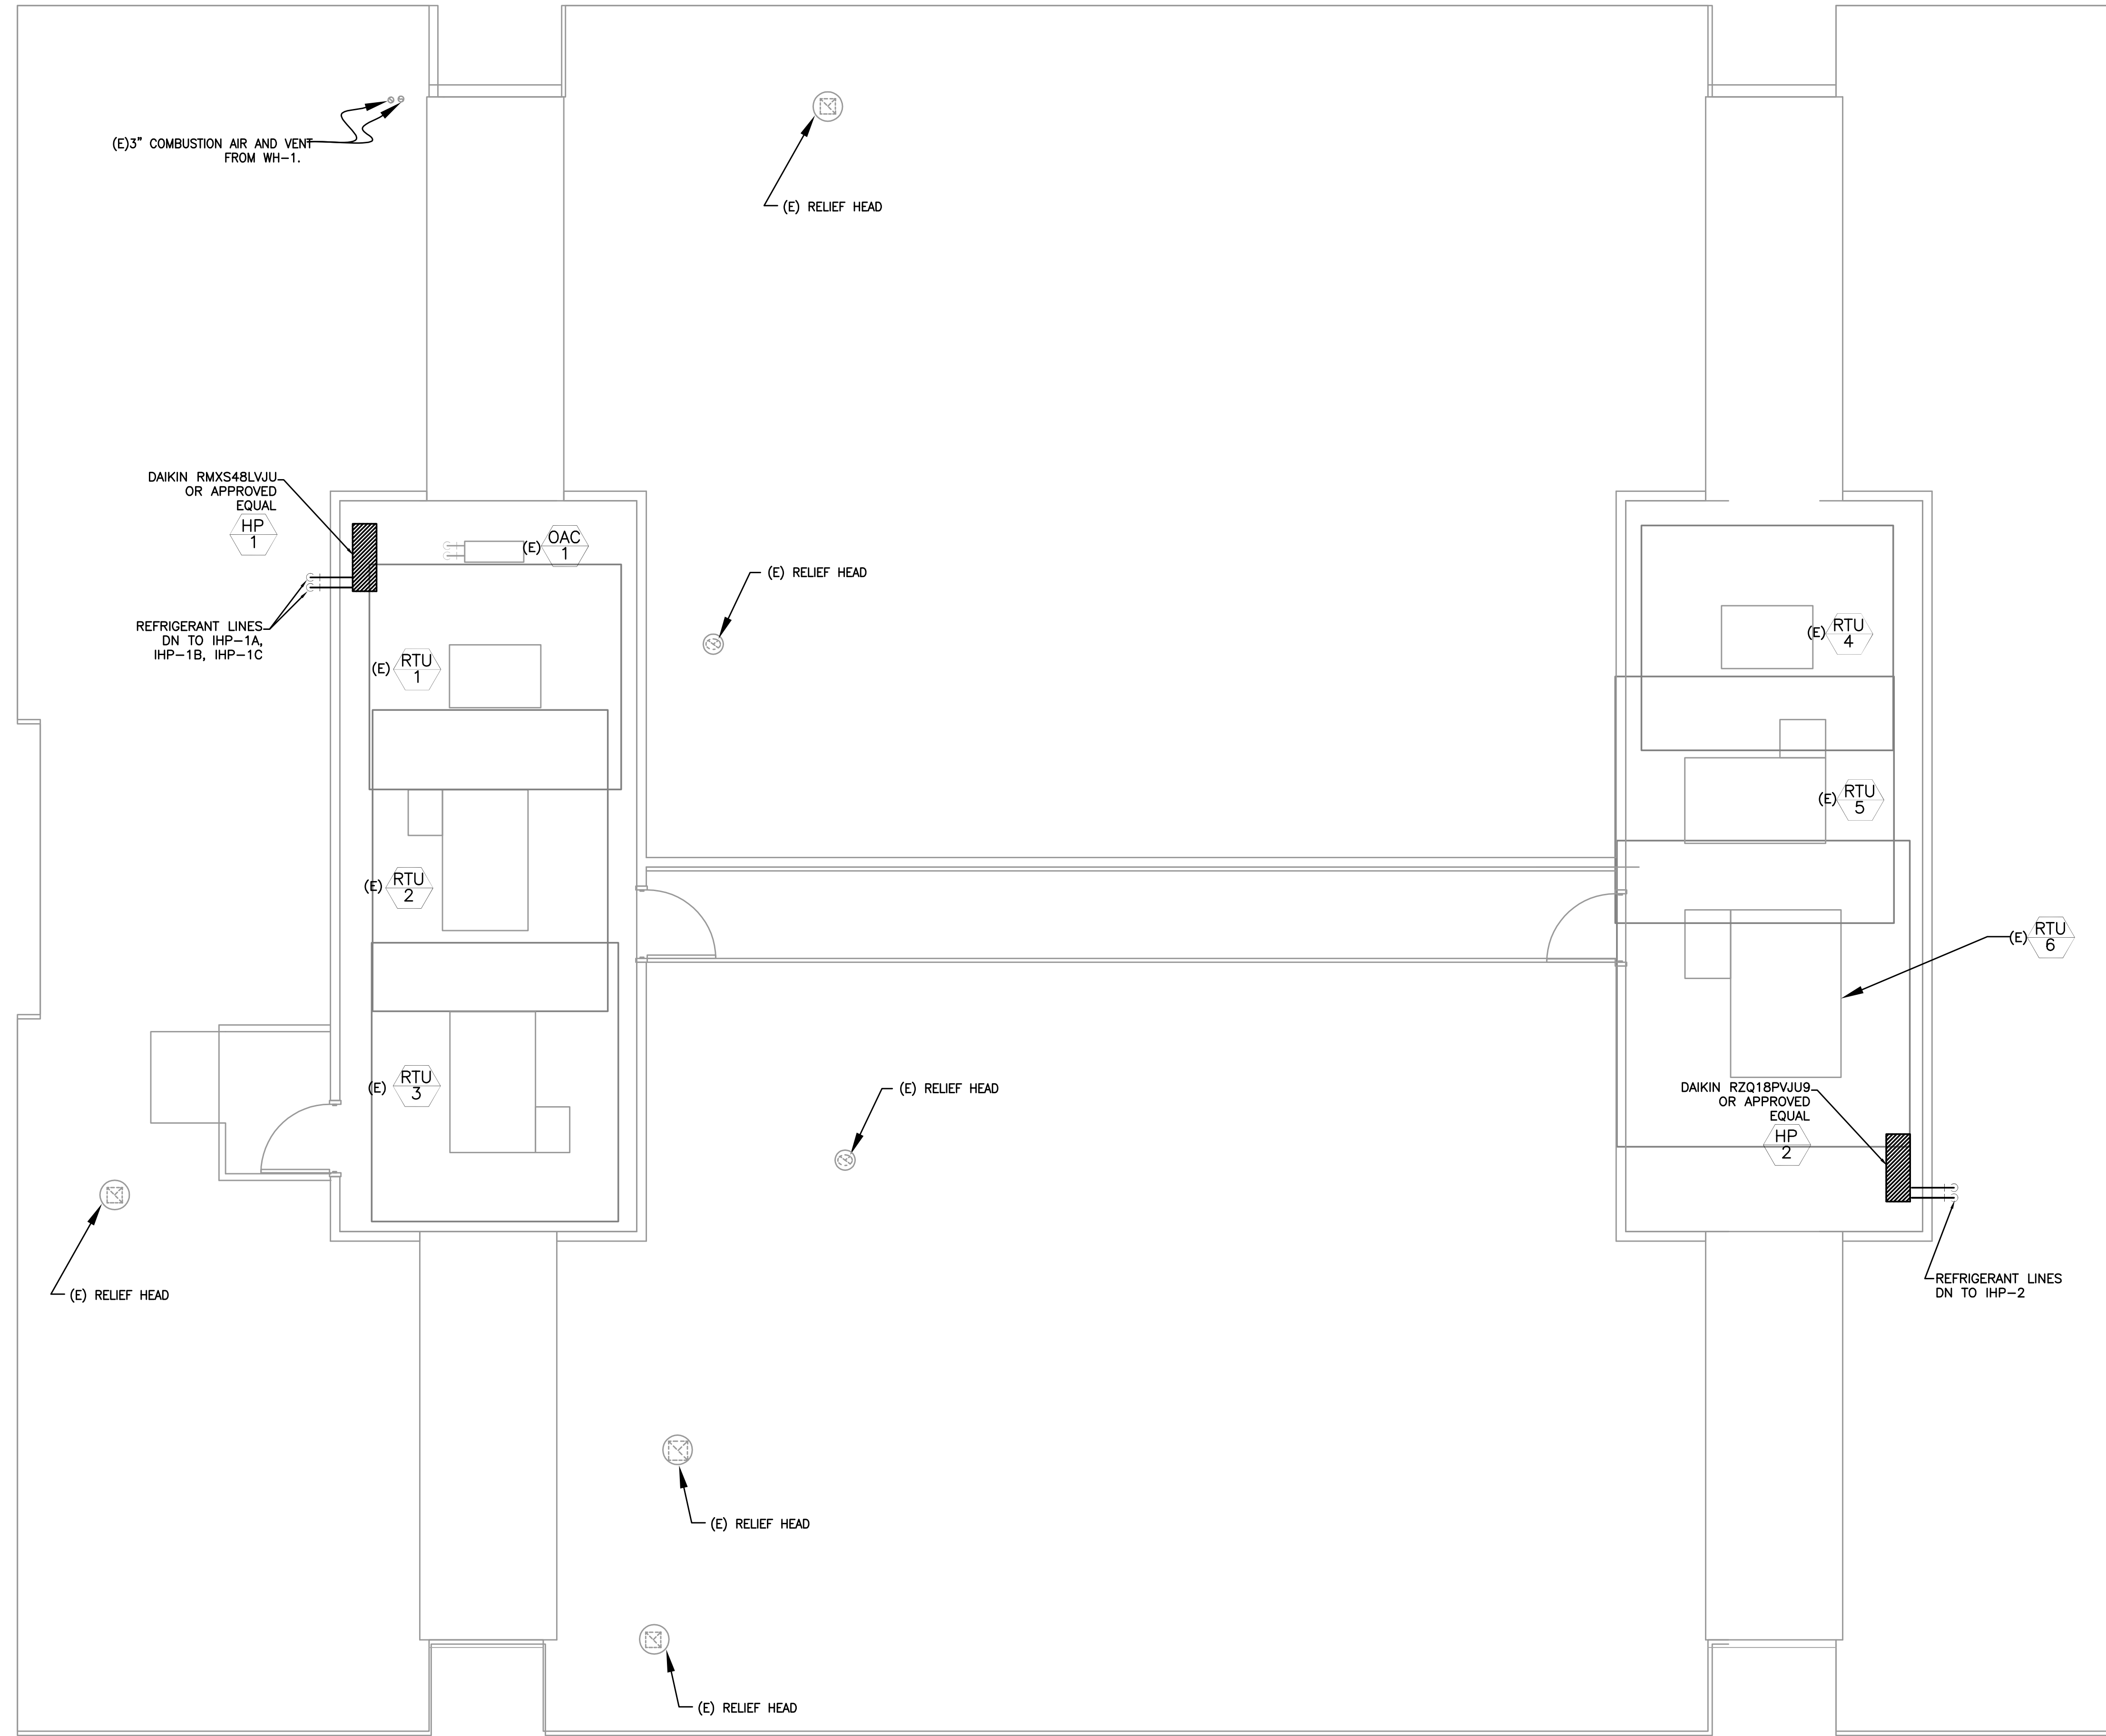 (E)3" COMBUSTION AIR AND VENT
FROM WH-1.
(E) RELIEF HEAD
DAIKIN RMXS48LVJU
OR APPROVED
EQUAL
HP
1
(E)
OAC
1
REFRIGERANT LINES
DN TO IHP-1A,
IHP-1B, IHP-1C
(E) RELIEF HEAD
(E)
RTU
1
(E)
RTU
4
(E)
RTU
5
(E)
RTU
2
(E)
RTU
6
(E)
RTU
3
(E) RELIEF HEAD
DAIKIN RZQ18PVJU9
OR APPROVED
EQUAL
HP
2
REFRIGERANT LINES
DN TO IHP-2
(E) RELIEF HEAD
(E) RELIEF HEAD
(E) RELIEF HEAD